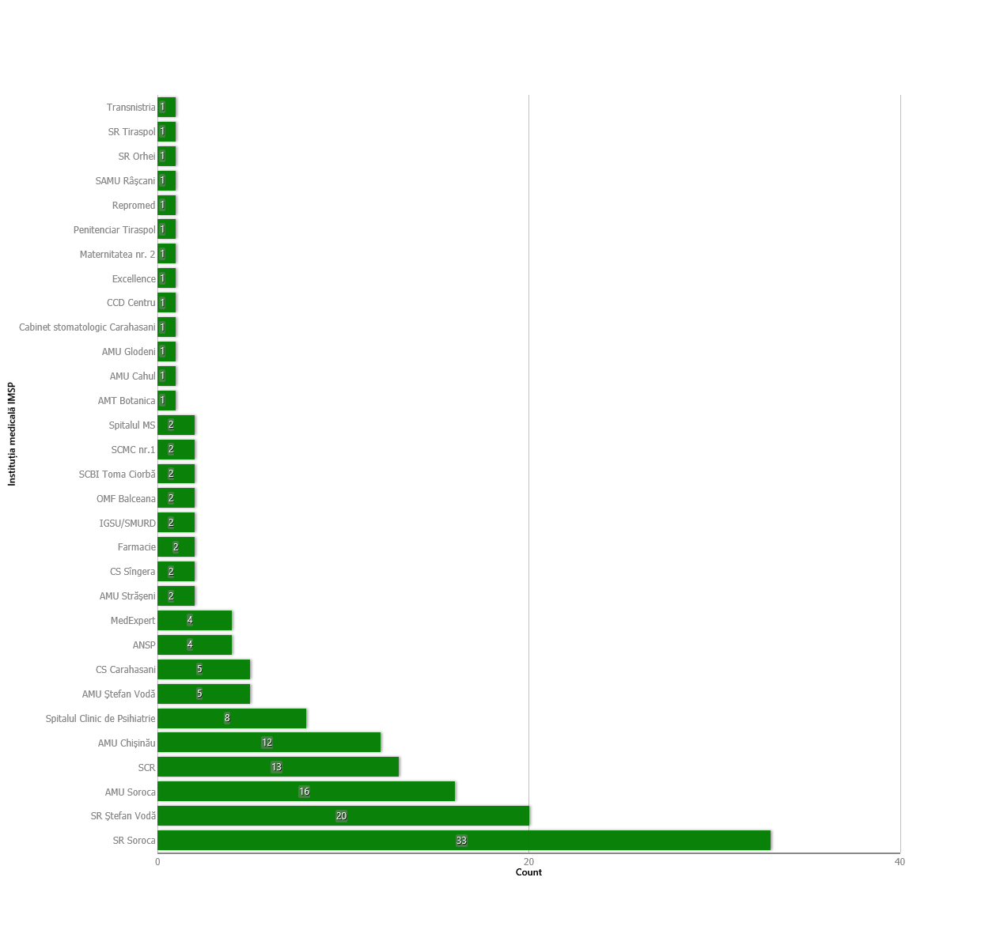 Transnistria 1
SR Tiraspol 1
SR Orhei 1
SAMU Râșcani 1
Repromed 1
Penitenciar Tiraspol 1
Maternitatea nr. 2 1
Excellence 1
CCD Centru 1
Cabinet stomatologic Carahasani 1
AMU Glodeni 1
AMU Cahul 1
AMT Botanica 1
Spitalul MS 2
SCMC nr.1 2
SCBI Toma Ciorbă 2
OMF Balceana 2
IGSU/SMURD 2
Farmacie 2
CS Sîngera 2
AMU Strășeni 2
MedExpert 4
ANSP 4
CS Carahasani 5
AMU Ștefan Vodă 5
Spitalul Clinic de Psihiatrie 8
AMU Chișinău 12
SCR 13
AMU Soroca 16
SR Ștefan Vodă 20
SR Soroca 33
0 20 40
Count
Instituția medicală IMSP